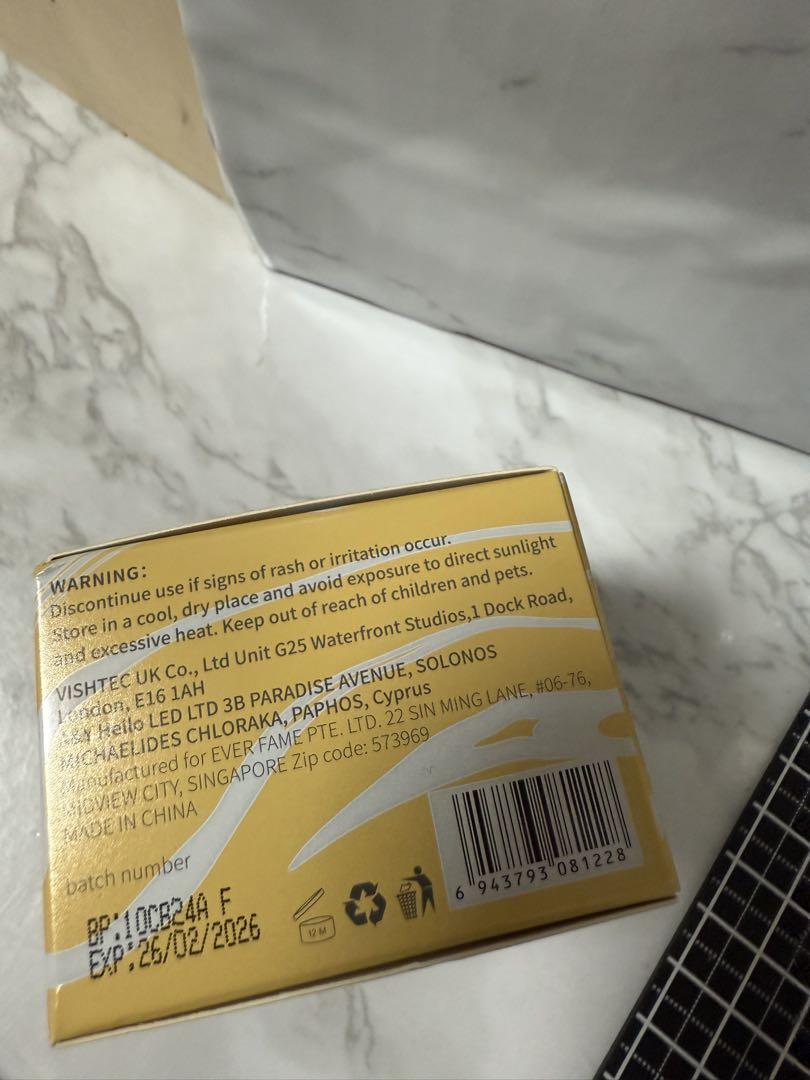 WARNING:
Discontinue use if signs of rash or irritation occur.
Store in a cool, dry place and avoid exposure to direct sunlight
and excessive heat. Keep out of reach of children and pets.
VISHTEC UK Co., Ltd Unit G25 Waterfront Studios,1 Dock Road,
London, E16 1AH
A&Y Hello LED LTD 3B PARADISE AVENUE, SOLONOS
MICHAELIDES CHLORAKA, PAPHOS, Cyprus
Manufactured for EVER FAME PTE. LTD. 22 SIN MING LANE, #06-76,
MIDVIEW CITY, SINGAPORE Zip code: 573969
MADE IN CHINA
batch number
BP:10CB24A F
EXP:26/02/2026
12 M
6 943793 081228